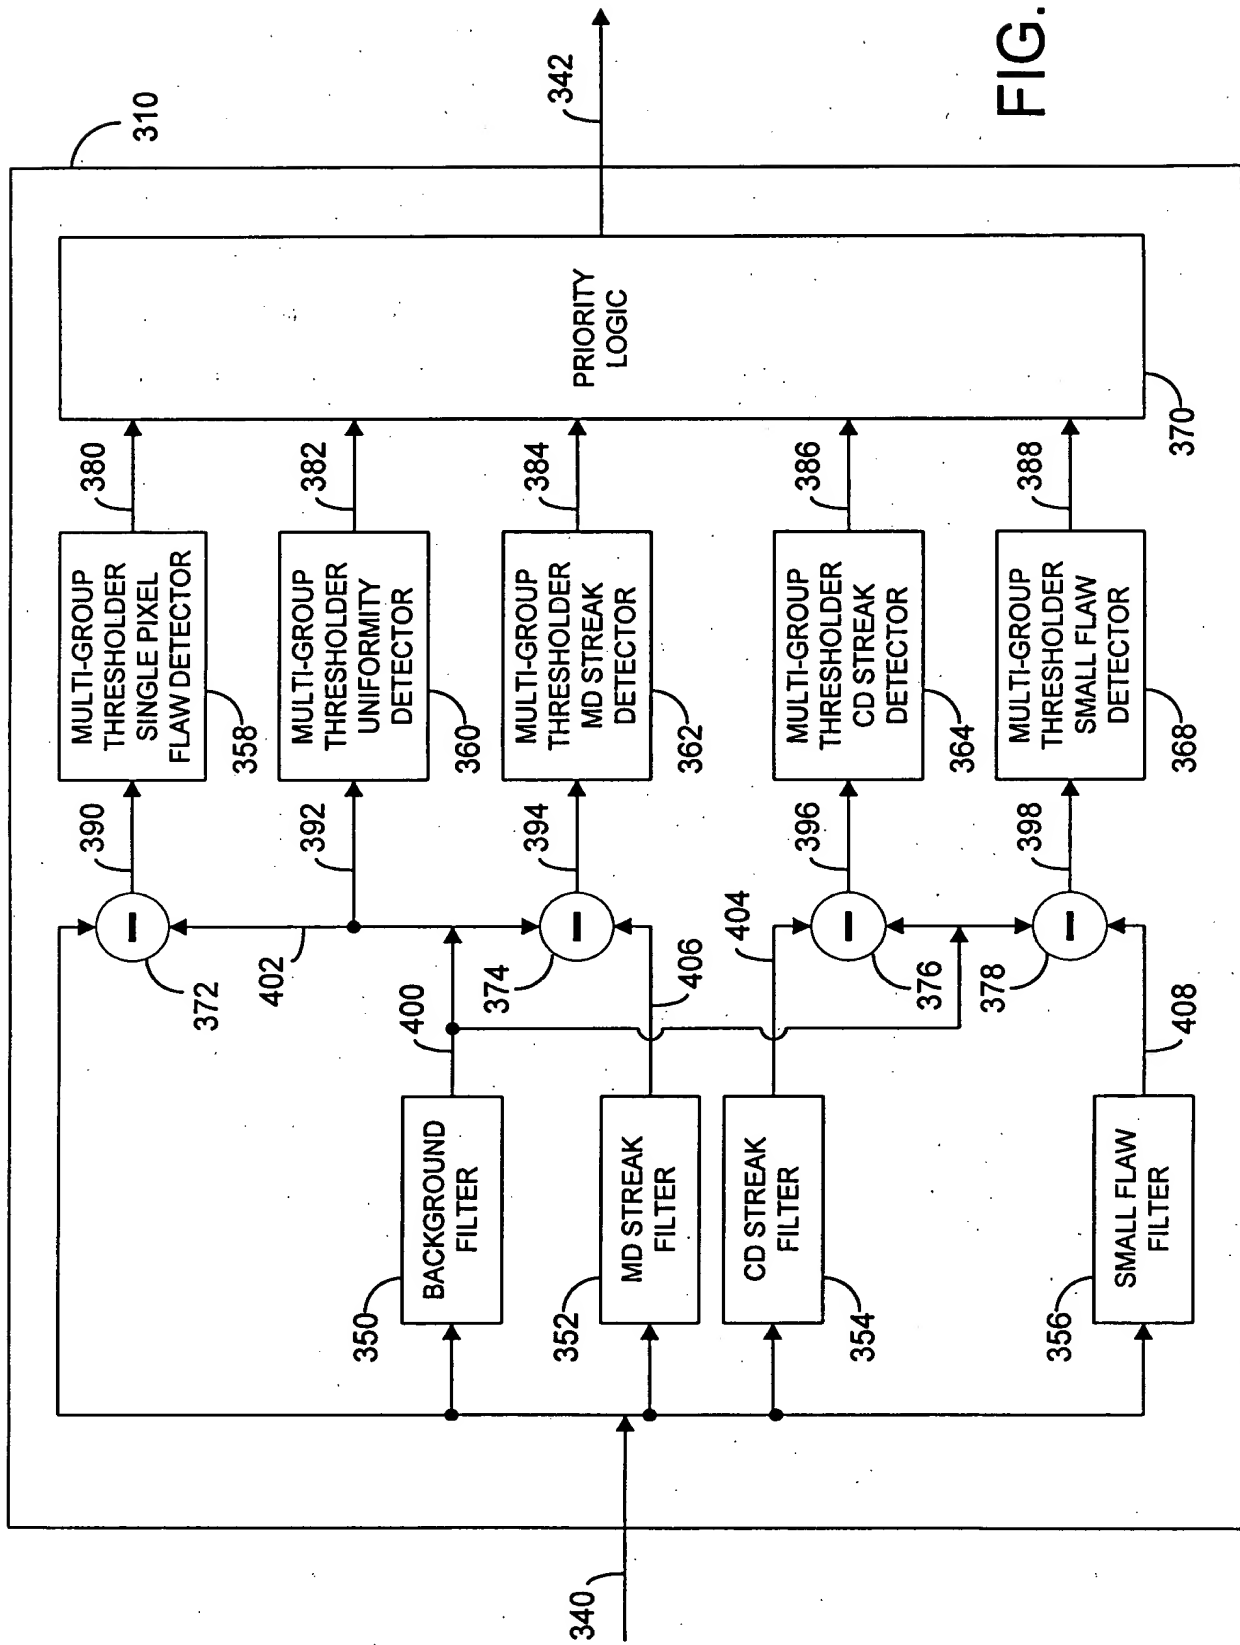 310
342
FIG.
PRIORITY
LOGIC
370
380
382
384
386
388
MULTI-GROUP
THRESHOLDER
SINGLE PIXEL
FLAW DETECTOR
358
MULTI-GROUP
THRESHOLDER
UNIFORMITY
DETECTOR
360
MULTI-GROUP
THRESHOLDER
MD STREAK
DETECTOR
362
MULTI-GROUP
THRESHOLDER
CD STREAK
DETECTOR
364
MULTI-GROUP
THRESHOLDER
SMALL FLAW
DETECTOR
368
390
392
394
396
398
372
402
400
374
406
404
376
378
408
BACKGROUND
FILTER
350
MD STREAK
FILTER
352
CD STREAK
FILTER
354
SMALL FLAW
FILTER
356
340